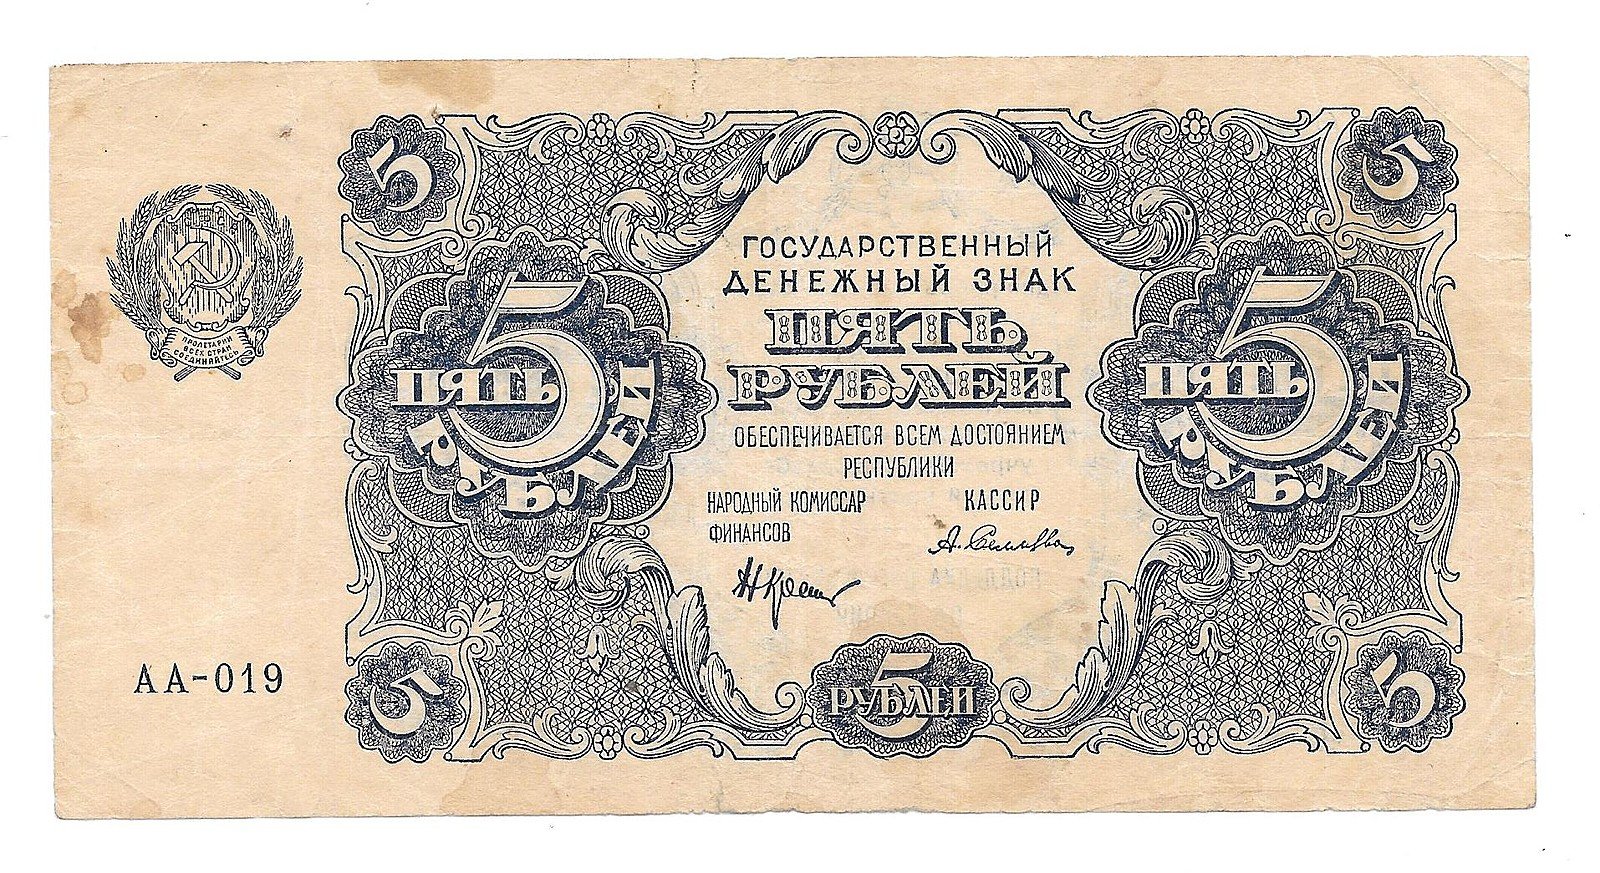 5
5
ПРОЛЕТАРИИ
ВСЕХ СТРАН
СОЕДИНЯЙТЕСЬ
ГОСУДАРСТВЕННЫЙ
ДЕНЕЖНЫЙ ЗНАК
ПЯТЬ
РУБЛЕЙ
5
ПЯТЬ
РУБЛЕЙ
5
ПЯТЬ
РУБЛЕЙ
ОБЕСПЕЧИВАЕТСЯ ВСЕМ ДОСТОЯНИЕМ
РЕСПУБЛИКИ
НАРОДНЫЙ КОМИССАР
ФИНАНСОВ
КАССИР
АА-019
5
5
РУБЛЕЙ
5